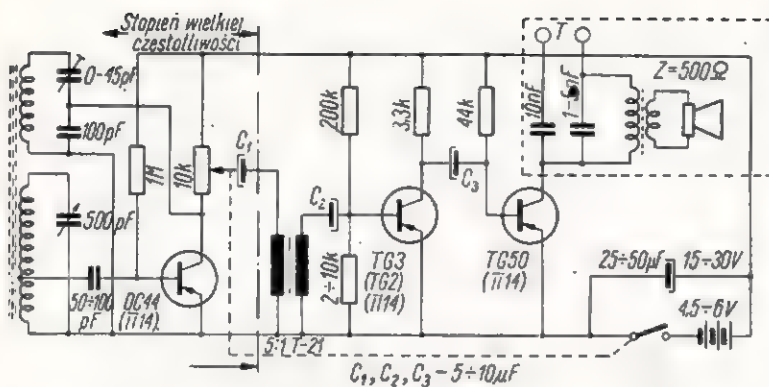 Stopień wielkiej
częstotliwości
0-45pF
100pF
500pF
50÷100
pF
OC44
(П14)
1M
10k
C₁
5:1 T-21
C₂
200k
2÷10k
TG3
(TG2)
(П14)
3,3k
C₃
44k
TG50
(П14)
T
10nF
1-5nF
Z=500Ω
25÷50μF
15÷30V
4,5÷6V
C₁, C₂, C₃ - 5÷10μF